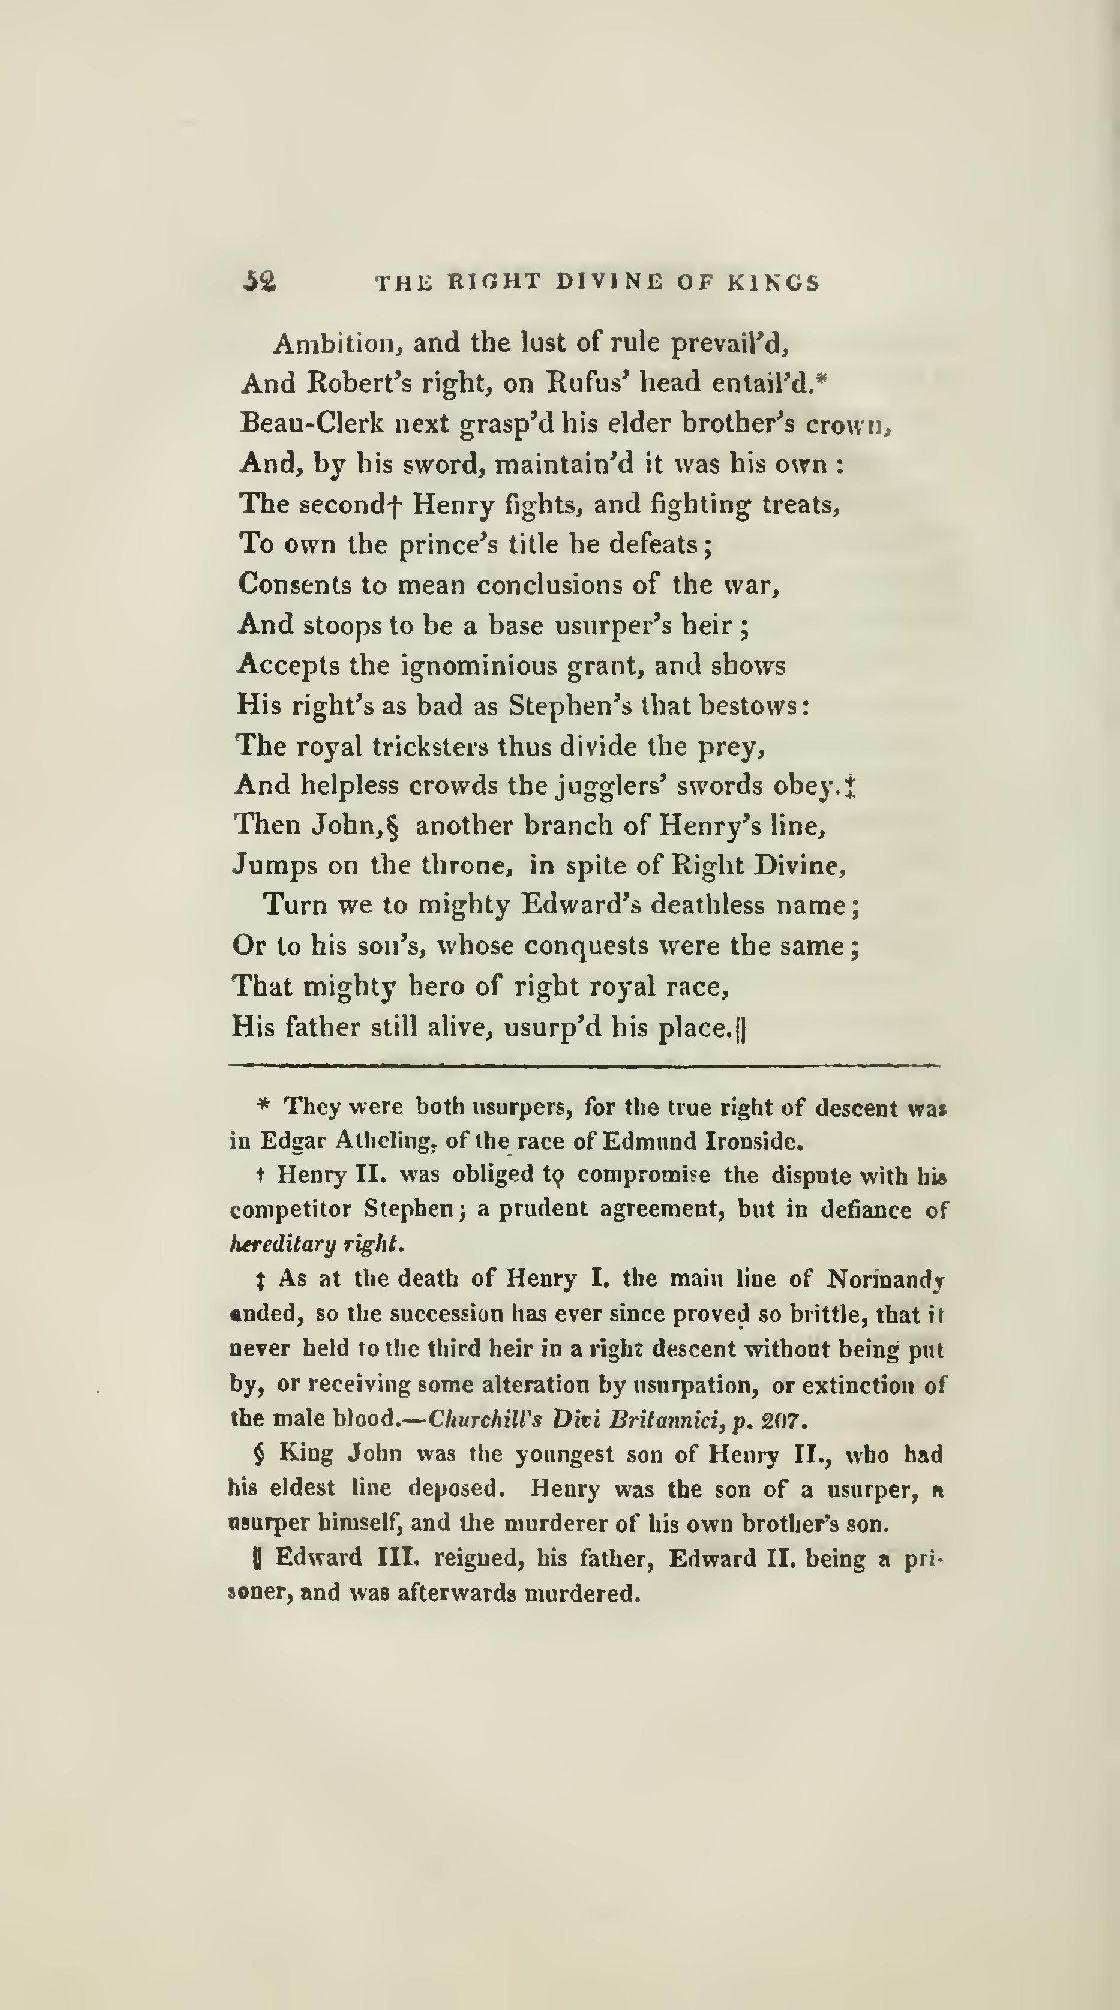 52 THE RIGHT DIVINE OF KINGS
Ambition, and the lust of rule prevail'd,
And Robert's right, on Rufus' head entail'd.*
Beau-Clerk next grasp'd his elder brother's crown,
And, by his sword, maintain'd it was his own :
The second† Henry fights, and fighting treats,
To own the prince's title he defeats ;
Consents to mean conclusions of the war,
And stoops to be a base usurper's heir ;
Accepts the ignominious grant, and shows
His right's as bad as Stephen's that bestows :
The royal tricksters thus divide the prey,
And helpless crowds the jugglers' swords obey.‡
Then John,§ another branch of Henry's line,
Jumps on the throne, in spite of Right Divine,
Turn we to mighty Edward's deathless name ;
Or to his son's, whose conquests were the same ;
That mighty hero of right royal race,
His father still alive, usurp'd his place.||
* They were both usurpers, for the true right of descent was
in Edgar Atheling, of the race of Edmund Ironside.
† Henry II. was obliged to compromise the dispute with his
competitor Stephen ; a prudent agreement, but in defiance of
hereditary right.
‡ As at the death of Henry I. the main line of Normandy
ended, so the succession has ever since proved so brittle, that it
never held to the third heir in a right descent without being put
by, or receiving some alteration by usurpation, or extinction of
the male blood.—Churchill's Divi Britannici, p. 207.
§ King John was the youngest son of Henry II., who had
his eldest line deposed. Henry was the son of a usurper, a
usurper himself, and the murderer of his own brother's son.
|| Edward III. reigned, his father, Edward II. being a pri-
soner, and was afterwards murdered.